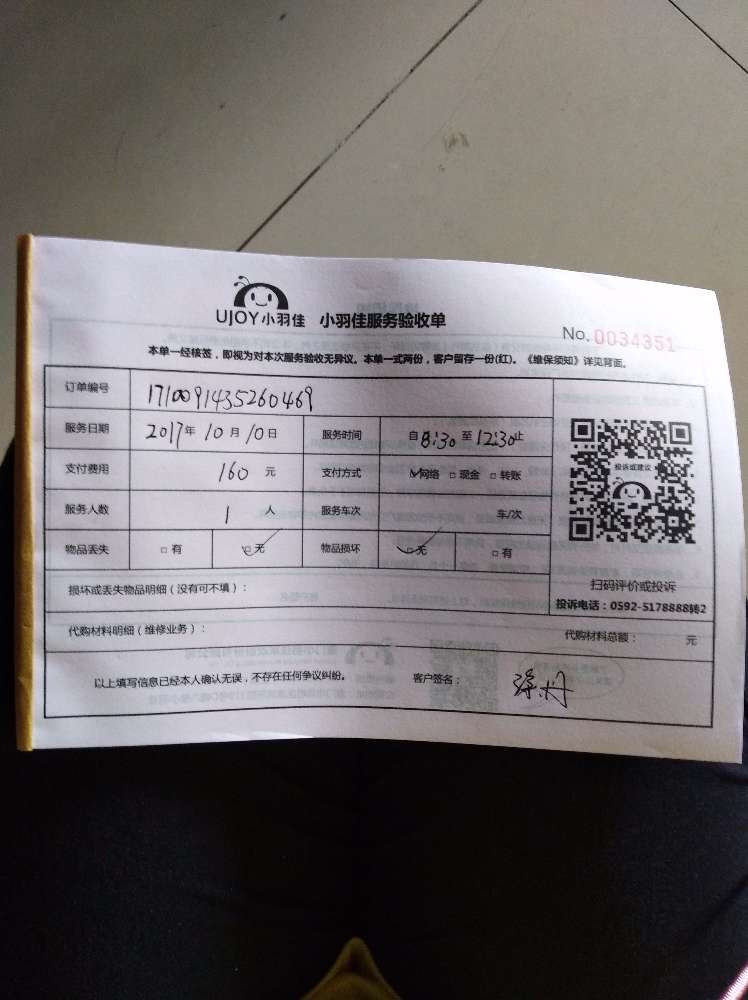 UJOY小羽佳 小羽佳服务验收单
No. 0034351
本单一经核签，即视为对本次服务验收无异议。本单一式两份，客户留存一份(红)。《维保须知》详见背面。
订单编号 1710091435260469
服务日期 2017年10月10日 服务时间 自8:30至12:30止
支付费用 160元 支付方式 ☑网络 □现金 □转账
投诉或建议
服务人数 1人 服务车次 车/次
物品丢失 □有 ☑无 物品损坏 ☑无 □有
扫码评价或投诉
投诉电话：0592-5178888转2
损坏或丢失物品明细（没有可不填）：
代购材料明细（维修业务）： 代购材料总额： 元
以上填写信息已经本人确认无误，不存在任何争议纠纷。 客户签名：